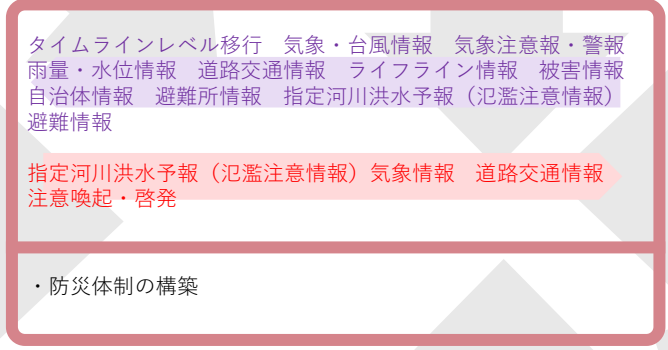 タイムラインレベル移行　気象・台風情報　気象注意報・警報
雨量・水位情報　道路交通情報　ライフライン情報　被害情報
自治体情報　避難所情報　指定河川洪水予報（氾濫注意情報）
避難情報
指定河川洪水予報（氾濫注意情報）気象情報　道路交通情報
注意喚起・啓発
・防災体制の構築